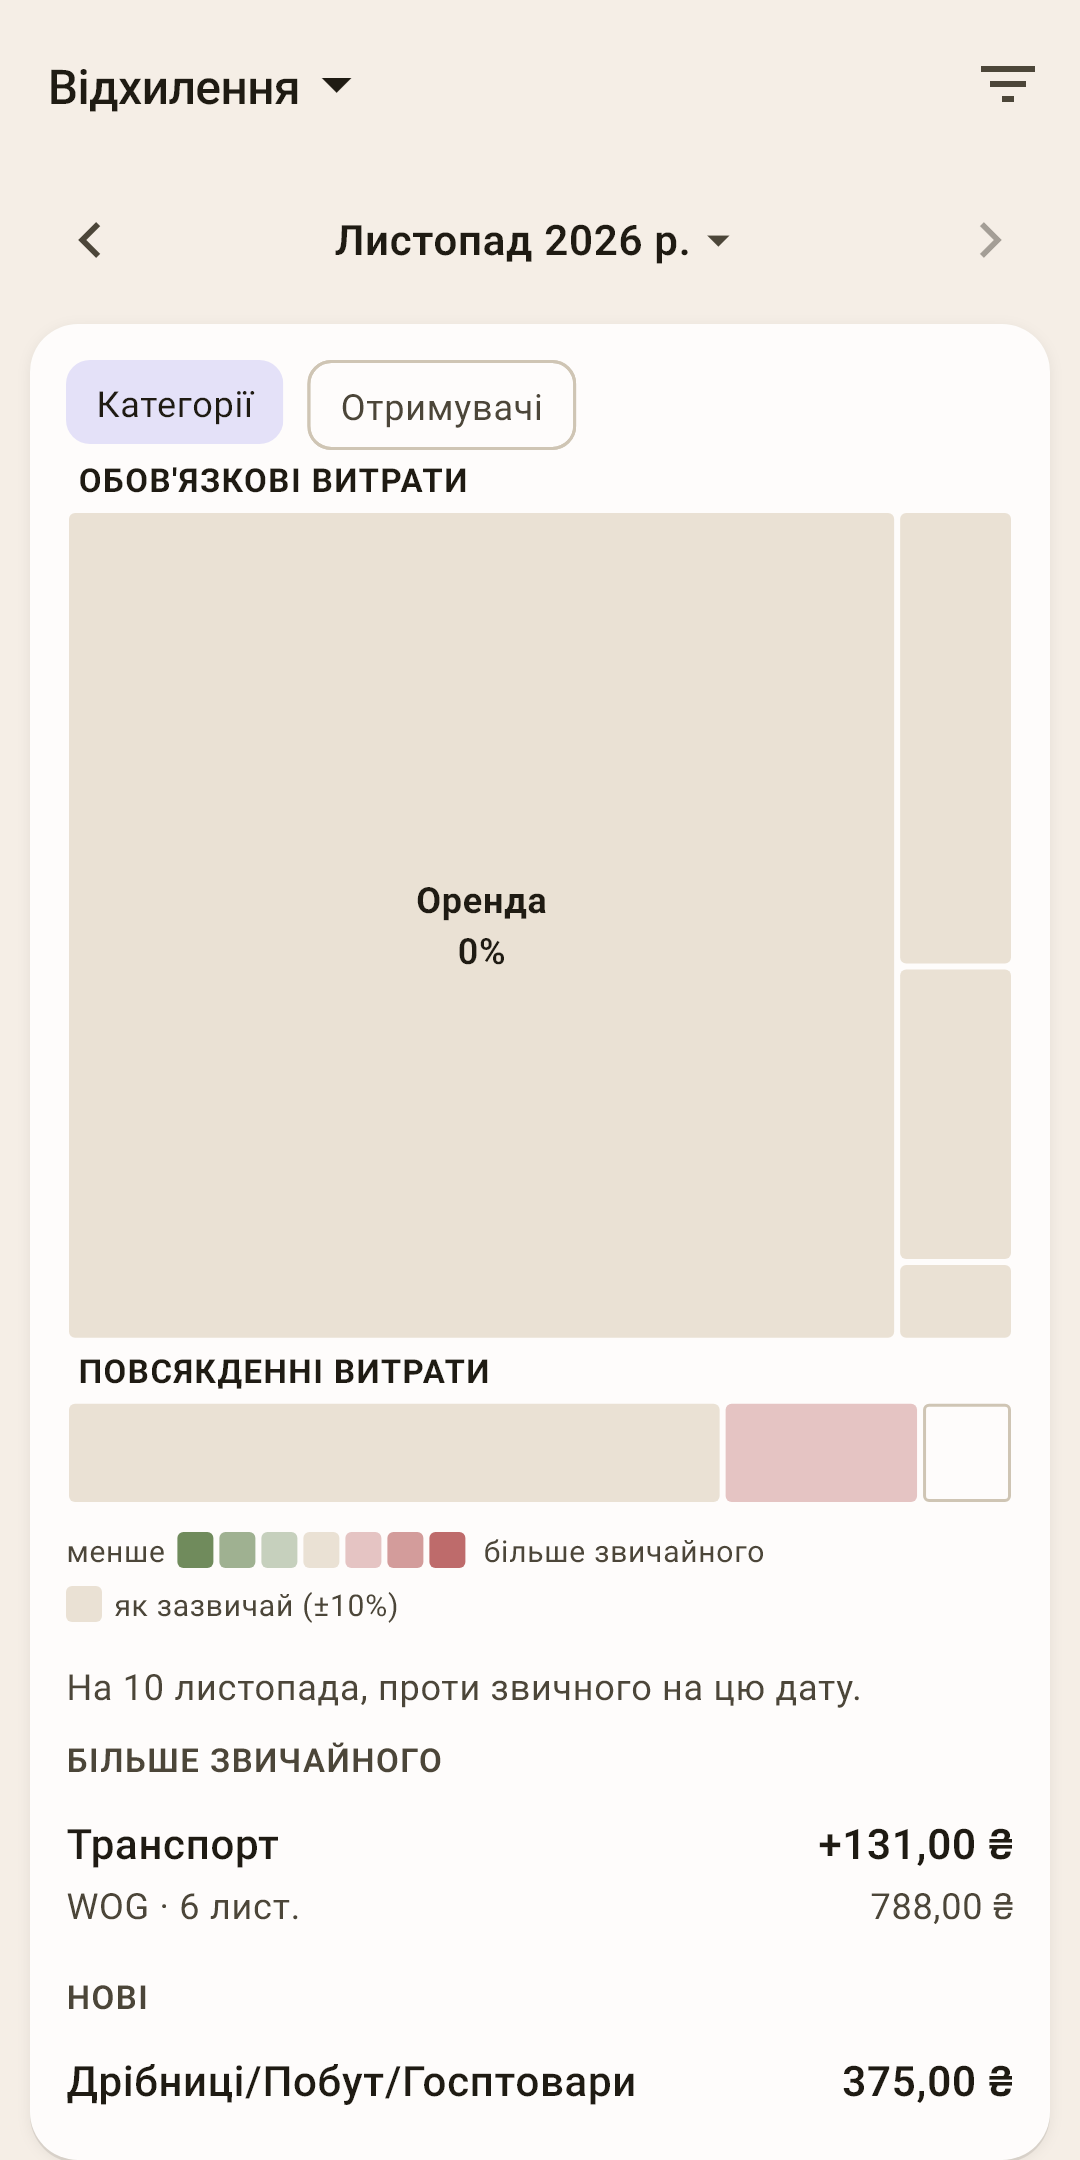 Відхилення
Листопад 2026 р.
Категорії
Отримувачі
ОБОВ'ЯЗКОВІ ВИТРАТИ
Оренда
0%
ПОВСЯКДЕННІ ВИТРАТИ
менше
більше звичайного
як зазвичай (±10%)
На 10 листопада, проти звичного на цю дату.
БІЛЬШЕ ЗВИЧАЙНОГО
Транспорт +131,00 ₴
WOG · 6 лист. 788,00 ₴
НОВІ
Дрібниці/Побут/Госптовари 375,00 ₴